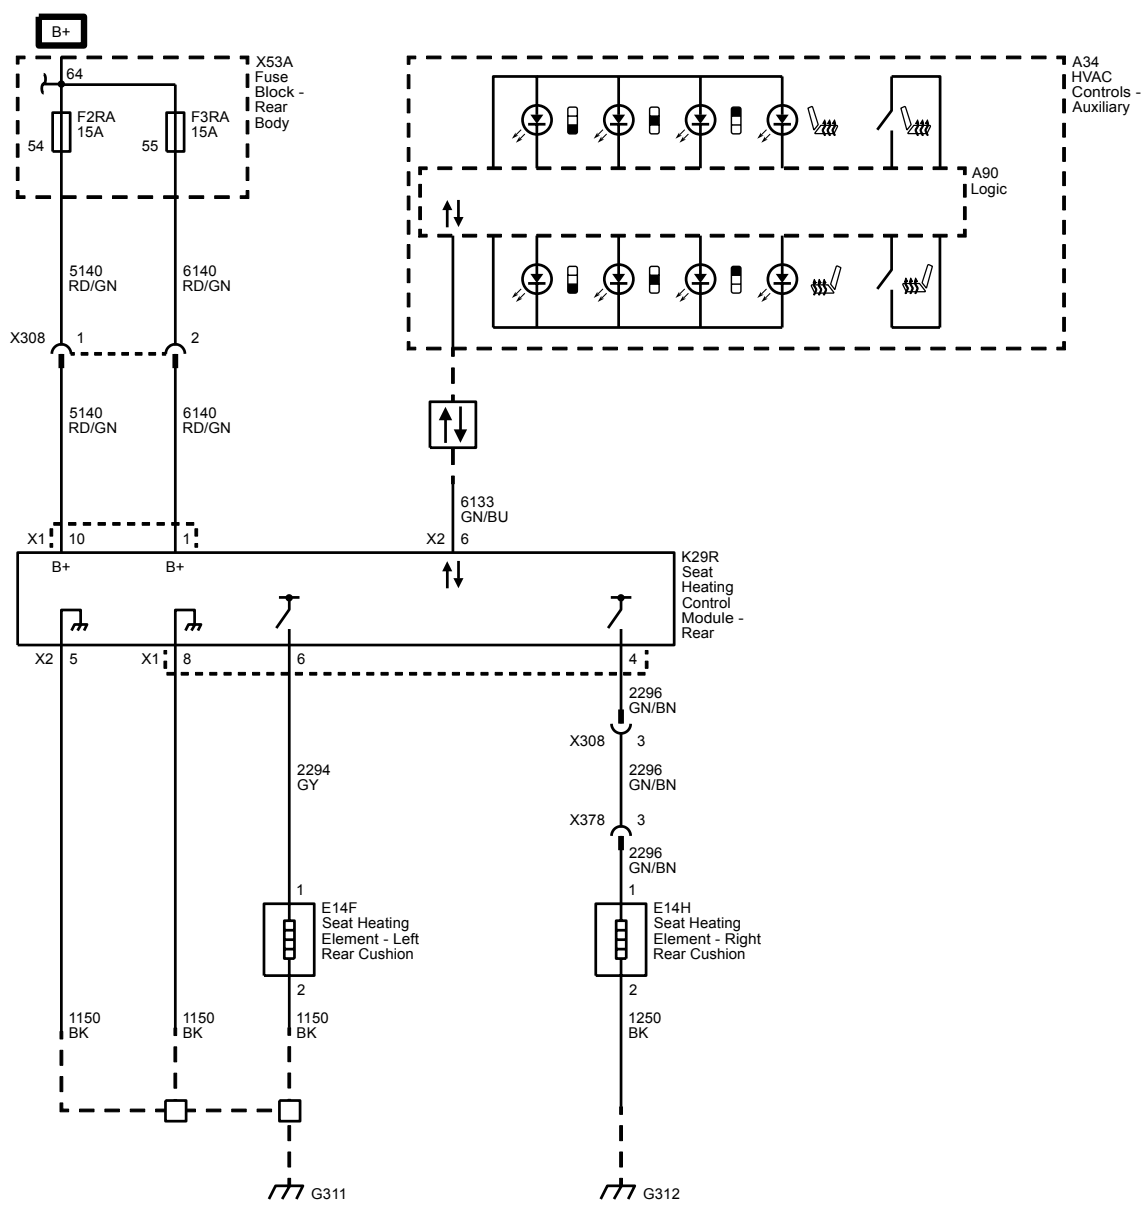 B+
X53A
Fuse
Block -
Rear
Body
64
F2RA
15A
F3RA
15A
54
55
A34
HVAC
Controls -
Auxiliary
A90
Logic
5140
RD/GN
6140
RD/GN
X308
1
2
5140
RD/GN
6140
RD/GN
6133
GN/BU
X1
10
1
X2
6
B+
B+
K29R
Seat
Heating
Control
Module -
Rear
X2
5
X1
8
6
4
2296
GN/BN
X308
3
2294
GY
2296
GN/BN
X378
3
2296
GN/BN
1
E14F
Seat Heating
Element - Left
Rear Cushion
2
1
E14H
Seat Heating
Element - Right
Rear Cushion
2
1150
BK
1150
BK
1150
BK
1250
BK
G311
G312